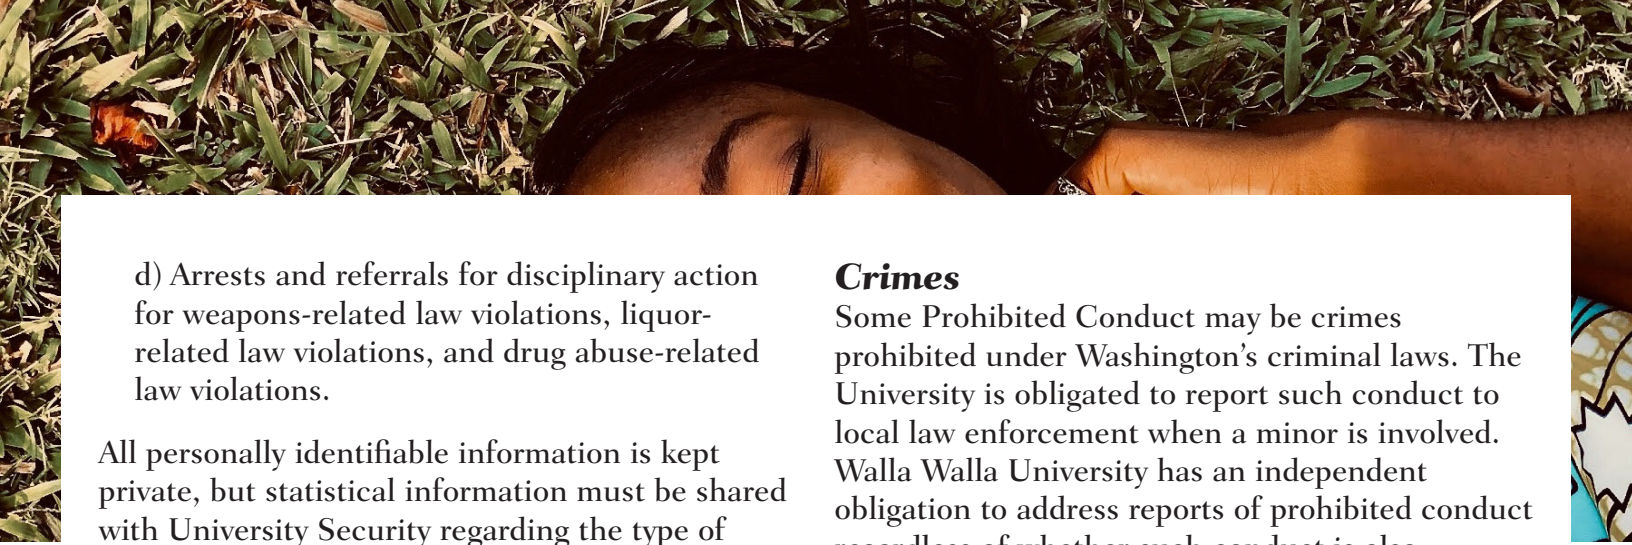 d) Arrests and referrals for disciplinary action
for weapons-related law violations, liquor-
related law violations, and drug abuse-related
law violations.
All personally identifiable information is kept
private, but statistical information must be shared
with University Security regarding the type of
Crimes
Some Prohibited Conduct may be crimes
prohibited under Washington’s criminal laws. The
University is obligated to report such conduct to
local law enforcement when a minor is involved.
Walla Walla University has an independent
obligation to address reports of prohibited conduct